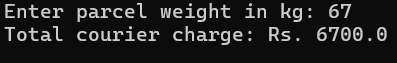 Enter parcel weight in kg: 67
Total courier charge: Rs. 6700.0